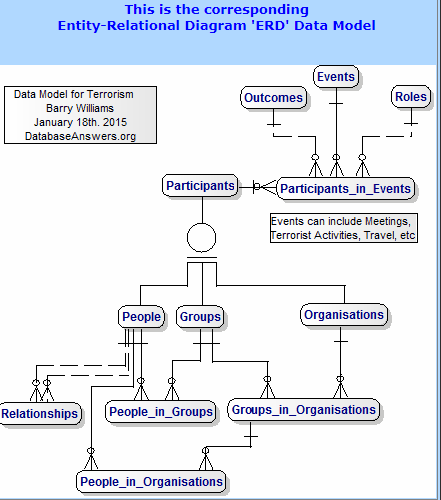 This is the corresponding
Entity-Relational Diagram 'ERD' Data Model
Data Model for Terrorism
Barry Williams
January 18th. 2015
DatabaseAnswers.org
Events
Outcomes
Roles
Participants
Participants_in_Events
Events can include Meetings,
Terrorist Activities, Travel, etc
People
Groups
Organisations
Relationships
People_in_Groups
Groups_in_Organisations
People_in_Organisations